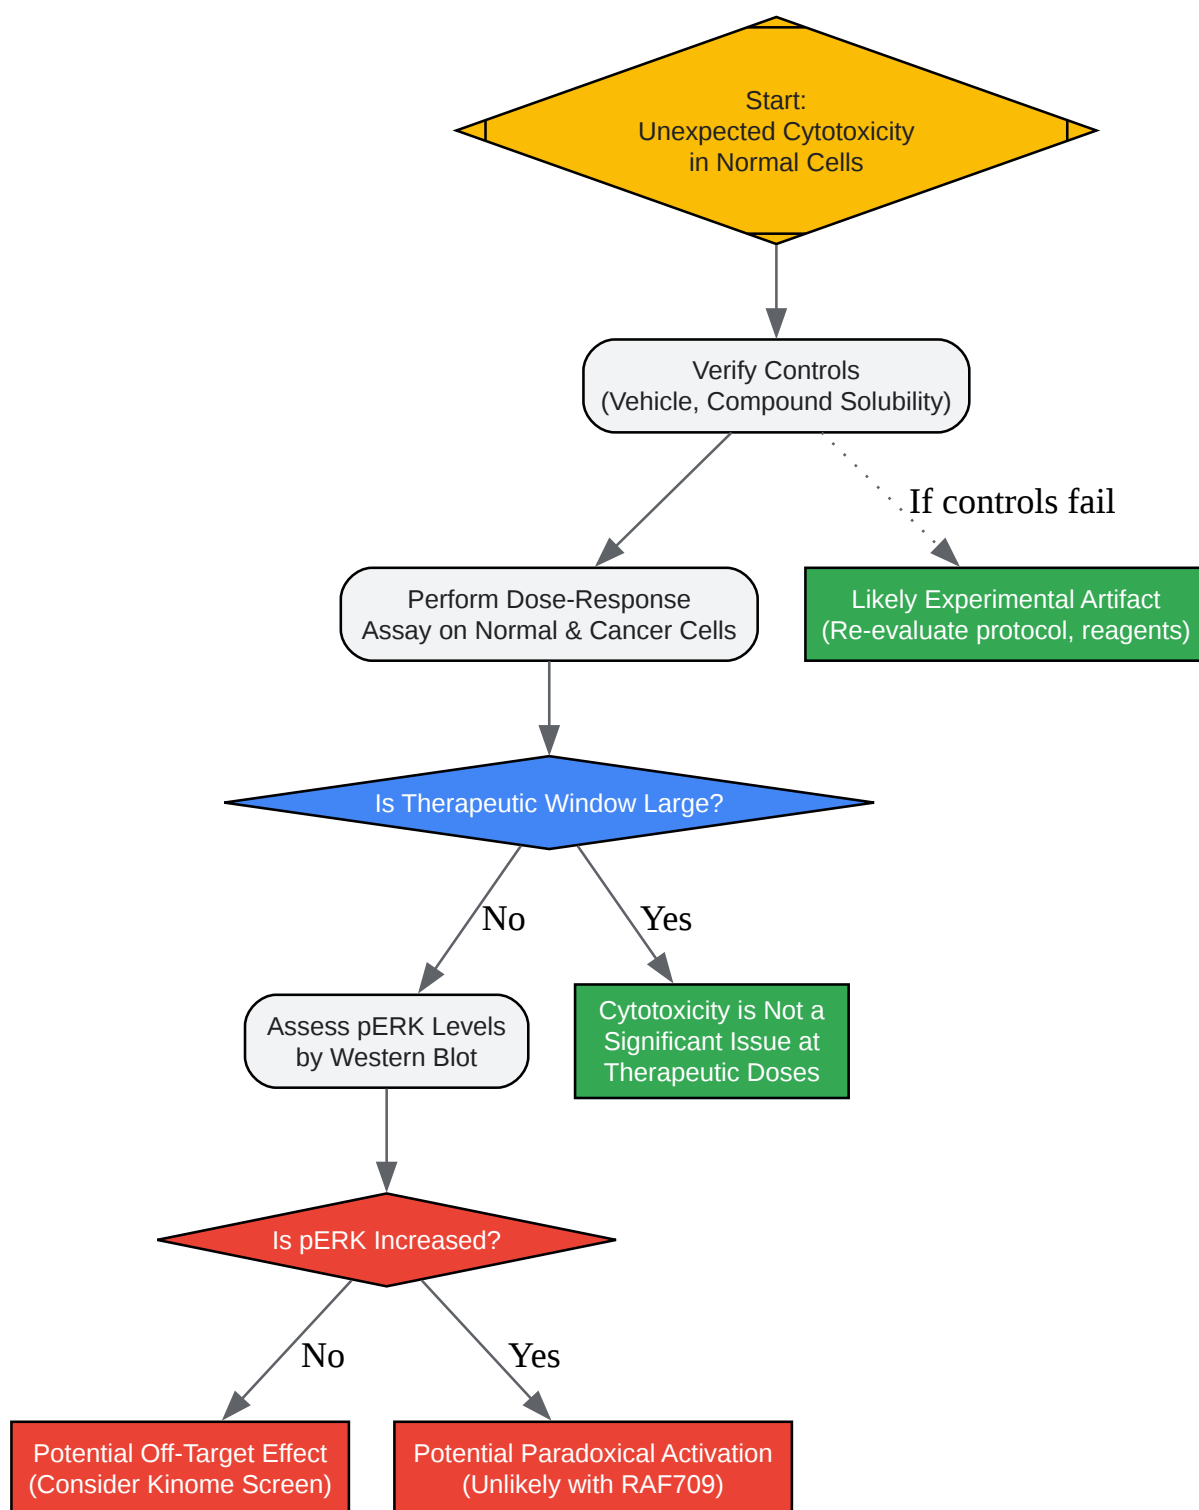 Start:
Unexpected Cytotoxicity
in Normal Cells
Verify Controls
(Vehicle, Compound Solubility)
If controls fail
Perform Dose-Response
Assay on Normal & Cancer Cells
Likely Experimental Artifact
(Re-evaluate protocol, reagents)
Is Therapeutic Window Large?
No
Yes
Assess pERK Levels
by Western Blot
Cytotoxicity is Not a
Significant Issue at
Therapeutic Doses
Is pERK Increased?
No
Yes
Potential Off-Target Effect
(Consider Kinome Screen)
Potential Paradoxical Activation
(Unlikely with RAF709)